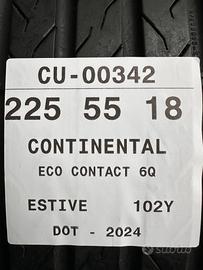 CU-00342
225 55 18
CONTINENTAL
ECO CONTACT 6Q
ESTIVE 102Y
DOT - 2024
subito